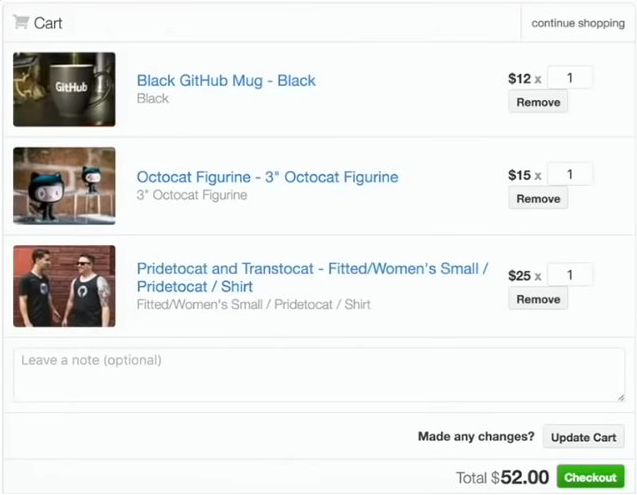 Cart
continue shopping
GitHub
Black GitHub Mug - Black
Black
$12 x 1
Remove
Octocat Figurine - 3" Octocat Figurine
3" Octocat Figurine
$15 x 1
Remove
Pridetocat and Transtocat - Fitted/Women's Small /
Pridetocat / Shirt
Fitted/Women's Small / Pridetocat / Shirt
$25 x 1
Remove
Leave a note (optional)
Made any changes? Update Cart
Total $52.00 Checkout